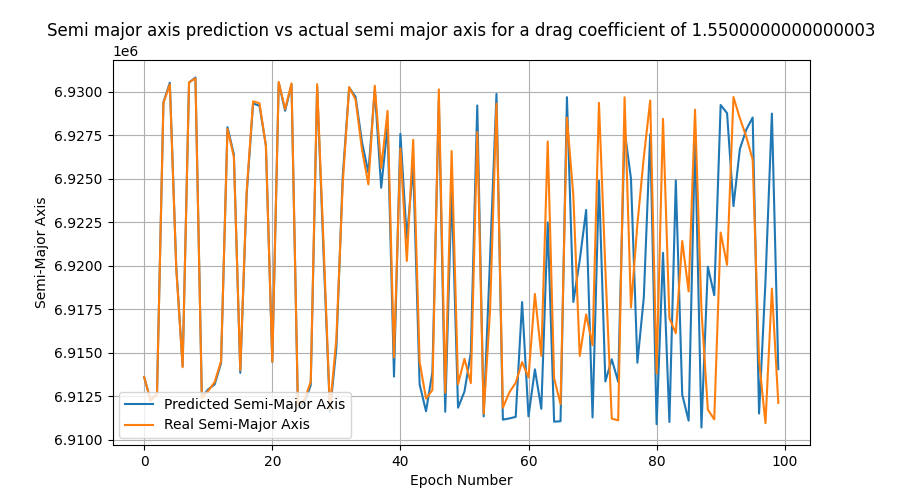 Semi major axis prediction vs actual semi major axis for a drag coefficient of 1.5500000000000003
1e6
6.9300
6.9275
6.9250
6.9225
6.9200
6.9175
6.9150
6.9125
6.9100
Semi-Major Axis
Predicted Semi-Major Axis
Real Semi-Major Axis
0 20 40 60 80 100
Epoch Number